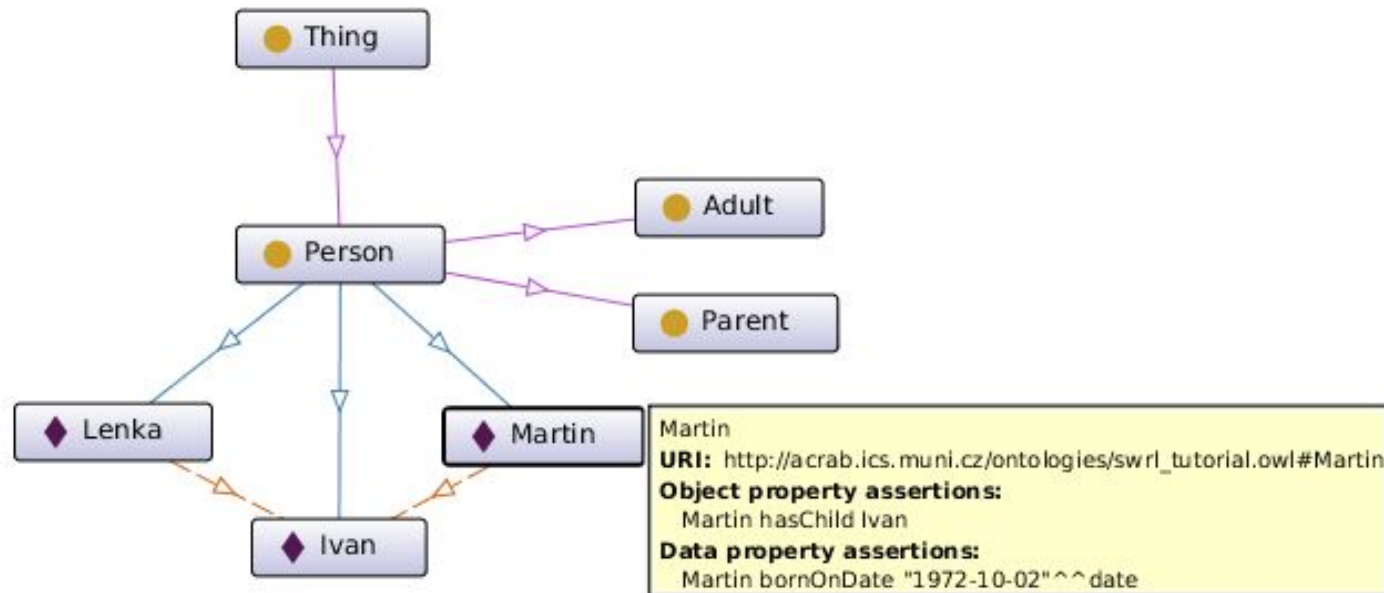 Thing
Adult
Person
Parent
Lenka
Martin
Ivan
Martin
URI: http://acrab.ics.muni.cz/ontologies/swrl_tutorial.owl#Martin
Object property assertions:
Martin hasChild Ivan
Data property assertions:
Martin bornOnDate "1972-10-02"^^date